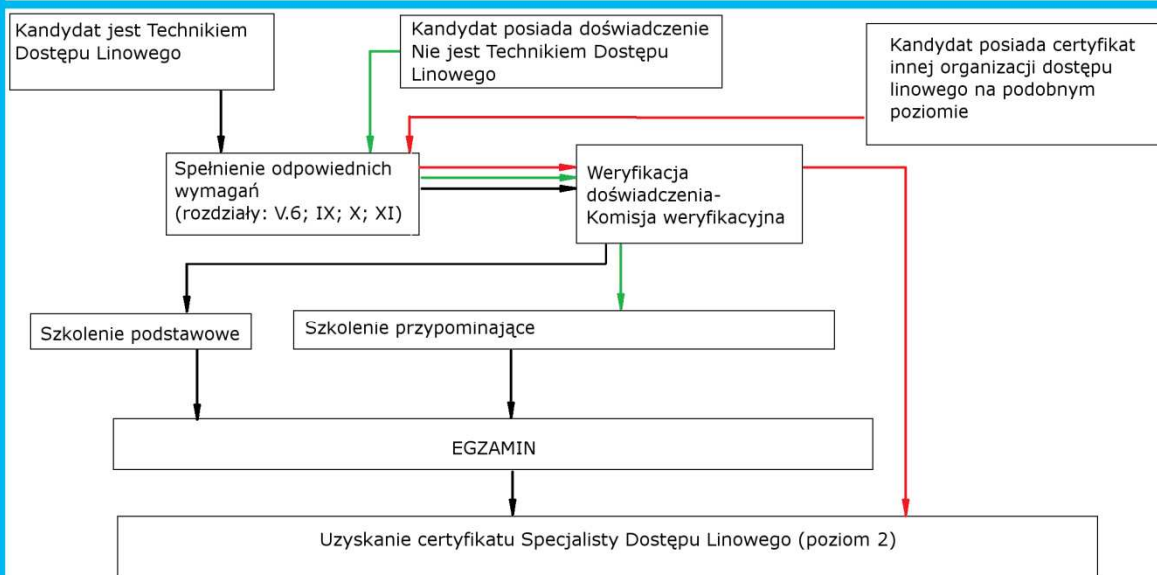 Kandydat jest Technikiem
Dostępu Linowego
Kandydat posiada doświadczenie
Nie jest Technikiem Dostępu
Linowego
Kandydat posiada certyfikat
innej organizacji dostępu
linowego na podobnym
poziomie
Spełnienie odpowiednich
wymagań
(rozdziały: V.6; IX; X; XI)
Weryfikacja
doświadczenia-
Komisja weryfikacyjna
Szkolenie podstawowe
Szkolenie przypominające
EGZAMIN
Uzyskanie certyfikatu Specjalisty Dostępu Linowego (poziom 2)